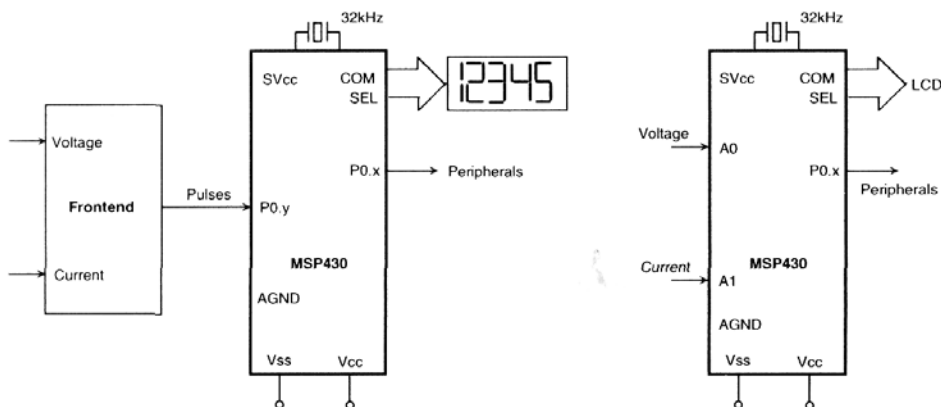 32kHz
SVcc
COM
SEL
12345
Voltage
P0.x
Peripherals
Pulses
P0.y
Frontend
Current
MSP430
AGND
Vss
Vcc
32kHz
SVcc
COM
SEL
LCD
Voltage
A0
P0.x
Peripherals
Current
A1
MSP430
AGND
Vss
Vcc